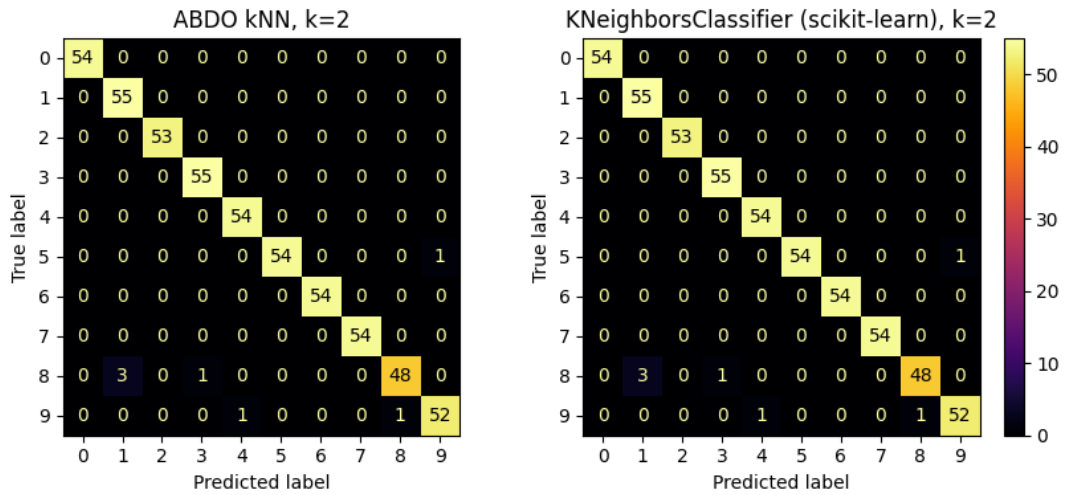 ABDO kNN, k=2
True label
0 54 0 0 0 0 0 0 0 0 0
1 0 55 0 0 0 0 0 0 0 0
2 0 0 53 0 0 0 0 0 0 0
3 0 0 0 55 0 0 0 0 0 0
4 0 0 0 0 54 0 0 0 0 0
5 0 0 0 0 0 54 0 0 0 1
6 0 0 0 0 0 0 54 0 0 0
7 0 0 0 0 0 0 0 54 0 0
8 0 3 0 1 0 0 0 0 48 0
9 0 0 0 0 1 0 0 0 1 52
0 1 2 3 4 5 6 7 8 9
Predicted label
KNeighborsClassifier (scikit-learn), k=2
True label
0 54 0 0 0 0 0 0 0 0 0
1 0 55 0 0 0 0 0 0 0 0
2 0 0 53 0 0 0 0 0 0 0
3 0 0 0 55 0 0 0 0 0 0
4 0 0 0 0 54 0 0 0 0 0
5 0 0 0 0 0 54 0 0 0 1
6 0 0 0 0 0 0 54 0 0 0
7 0 0 0 0 0 0 0 54 0 0
8 0 3 0 1 0 0 0 0 48 0
9 0 0 0 0 1 0 0 0 1 52
0 1 2 3 4 5 6 7 8 9
Predicted label
50
40
30
20
10
0